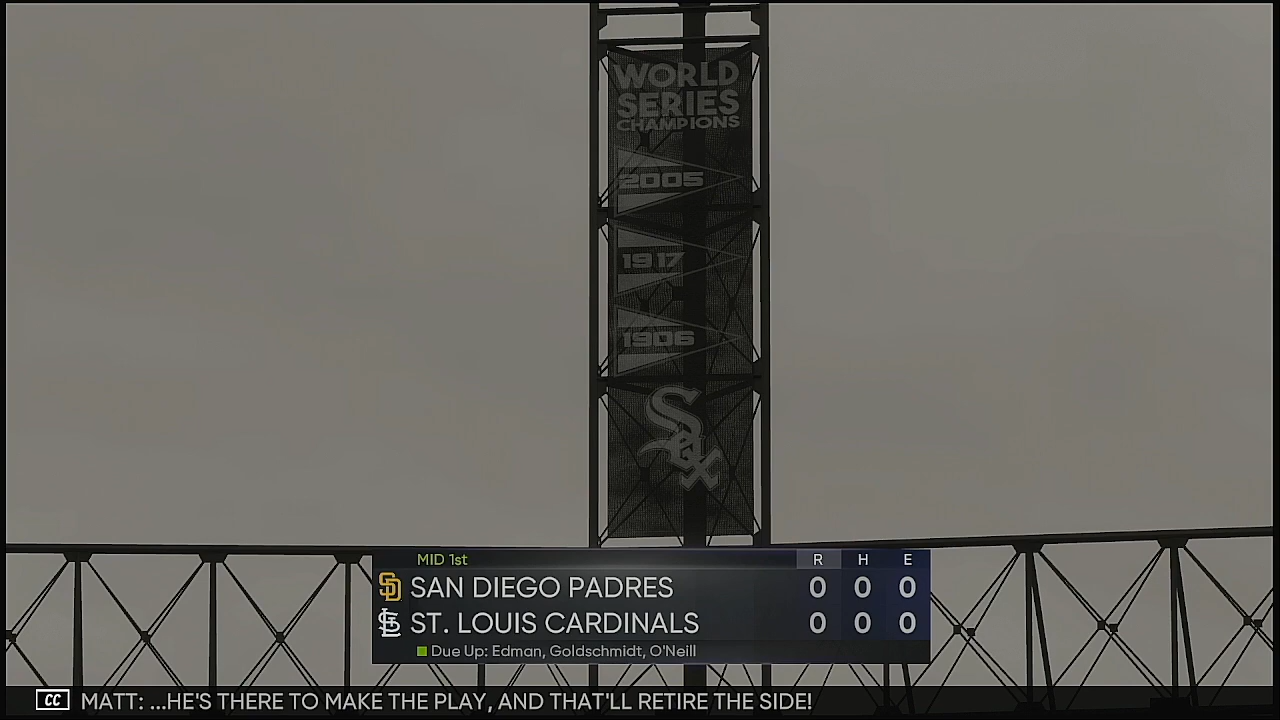 WORLD
SERIES
CHAMPIONS
2005
1917
1906
Sox
MID 1st R H E
SD SAN DIEGO PADRES 0 0 0
STL ST. LOUIS CARDINALS 0 0 0
Due Up: Edman, Goldschmidt, O'Neill
CC MATT: ...HE'S THERE TO MAKE THE PLAY, AND THAT'LL RETIRE THE SIDE!